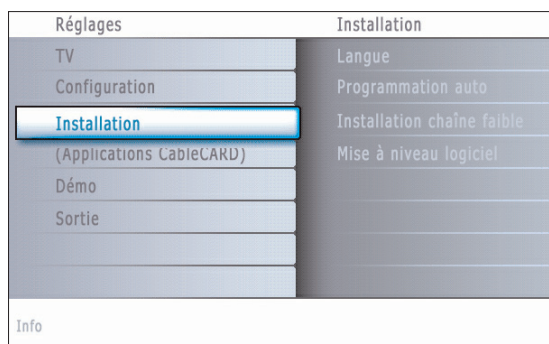 Réglages
TV
Configuration
Installation
(Applications CableCARD)
Démo
Sortie
Installation
Langue
Programmation auto
Installation chaîne faible
Mise à niveau logiciel
Info